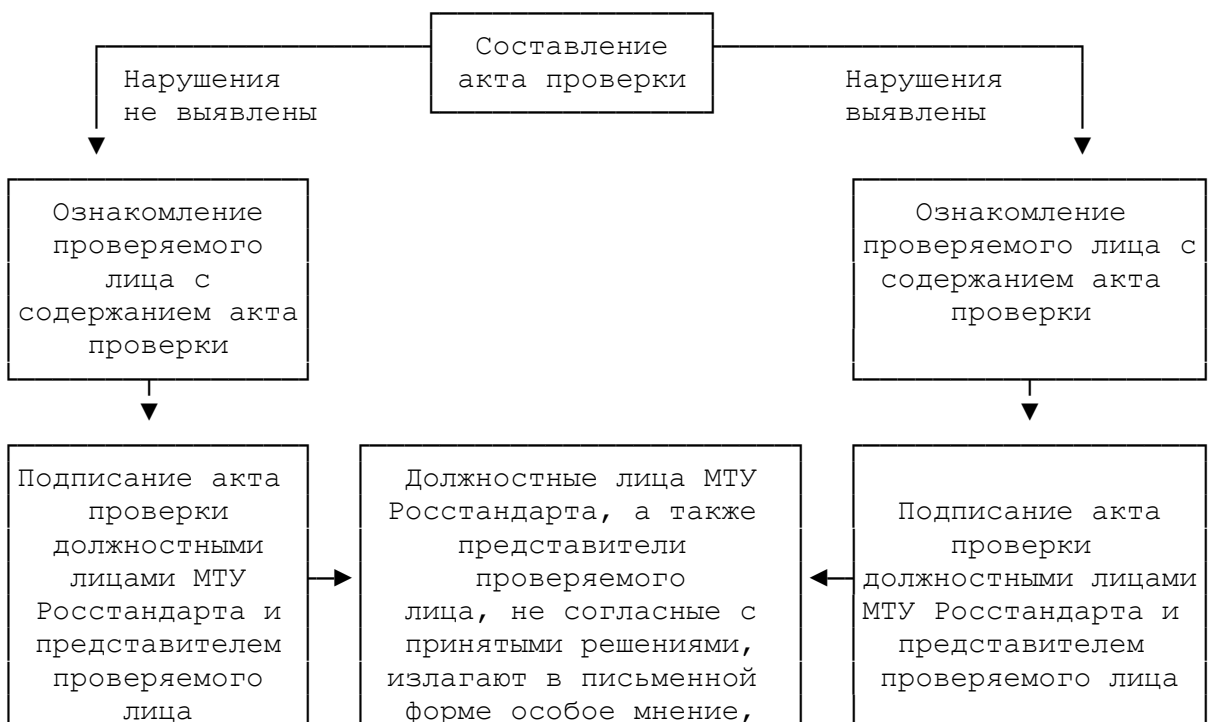 Составление
акта проверки
Нарушения
не выявлены
Нарушения
выявлены
Ознакомление
проверяемого
лица с
содержанием акта
проверки
Ознакомление
проверяемого лица с
содержанием акта
проверки
Подписание акта
проверки
должностными
лицами МТУ
Росстандарта и
представителем
проверяемого
лица
Должностные лица МТУ
Росстандарта, а также
представители
проверяемого
лица, не согласные с
принятыми решениями,
излагают в письменной
форме особое мнение,
Подписание акта
проверки
должностными лицами
МТУ Росстандарта и
представителем
проверяемого лица